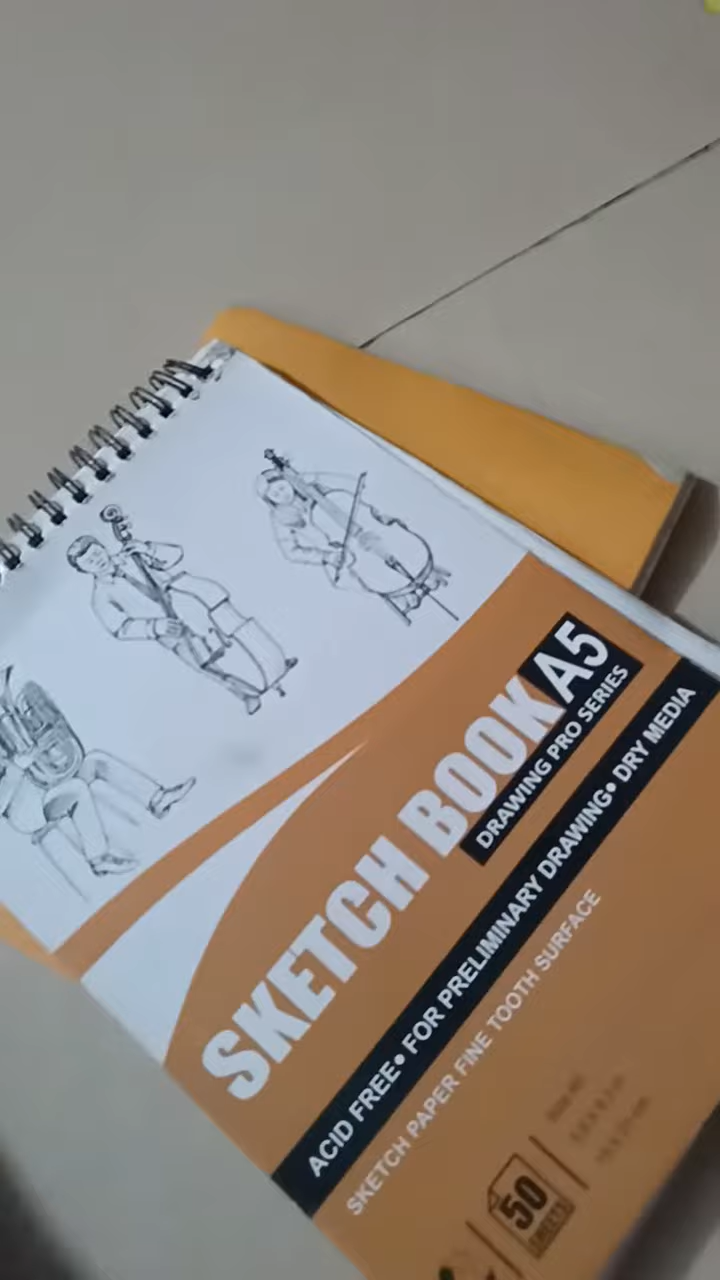 SKETCH BOOK A5
DRAWING PRO SERIES
ACID FREE• FOR PRELIMINARY DRAWING• DRY MEDIA
SKETCH PAPER FINE TOOTH SURFACE
50
SHEETS